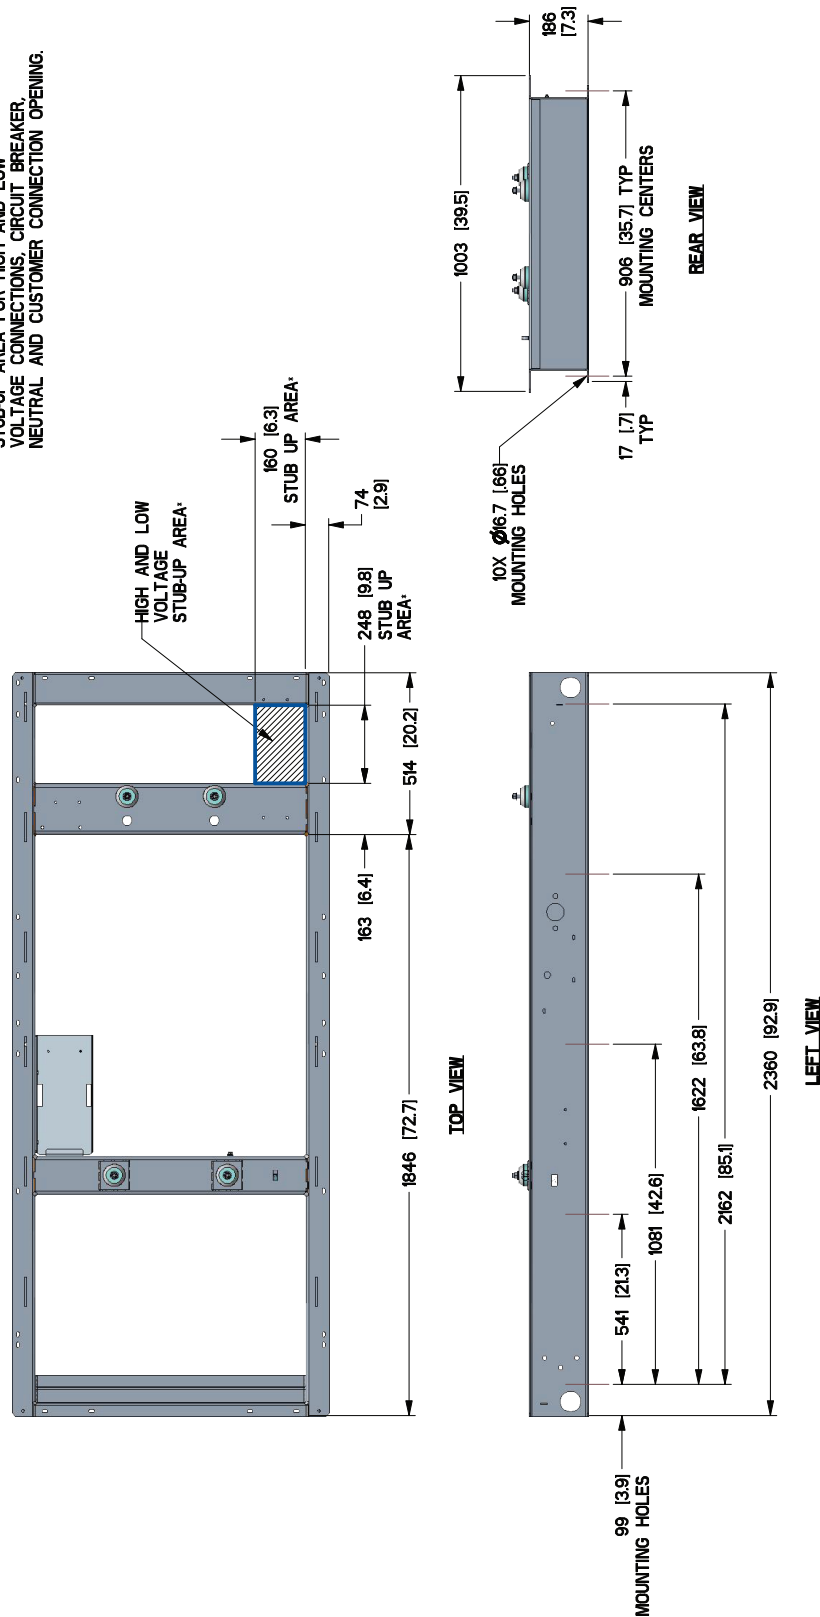 STUB-UP AREA FOR HIGH AND LOW
VOLTAGE CONNECTIONS, CIRCUIT BREAKER,
NEUTRAL AND CUSTOMER CONNECTION OPENING.
HIGH AND LOW
VOLTAGE
STUB-UP AREA*
160 [6.3]
STUB UP AREA*
74
[2.9]
248 [9.8]
STUB UP
AREA*
514 [20.2]
163 [6.4]
1846 [72.7]
TOP VIEW
186
[7.3]
1003 [39.5]
906 [35.7] TYP
MOUNTING CENTERS
17 [.7]
TYP
10X Ø16.7 [.66]
MOUNTING HOLES
REAR VIEW
99 [3.9]
MOUNTING HOLES
541 [21.3]
1081 [42.6]
1622 [63.8]
2162 [85.1]
2360 [92.9]
LEFT VIEW